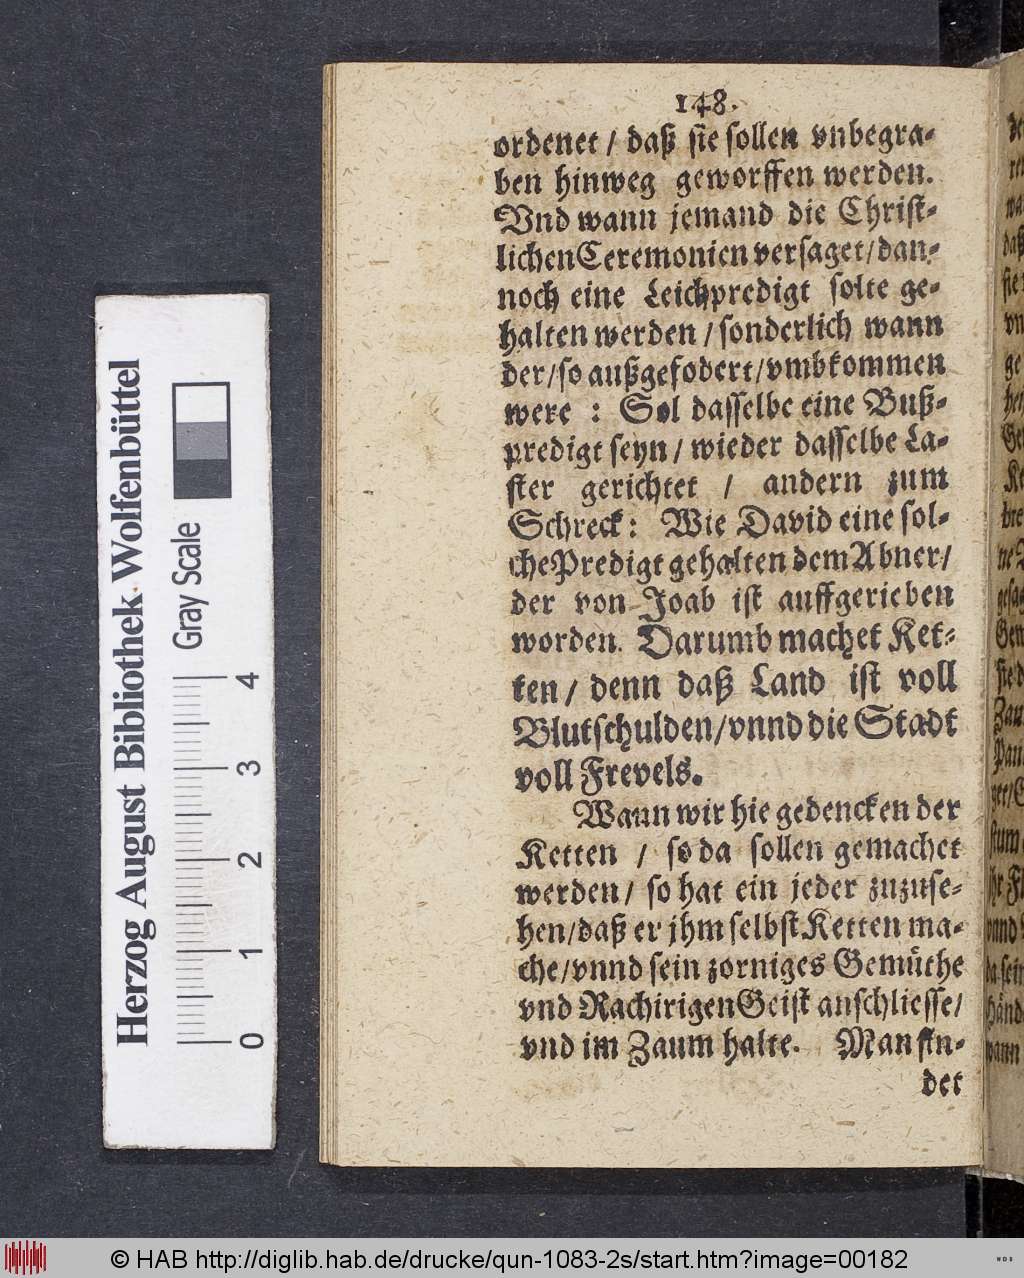 148.
ordenet / daß sie sollen vnbegra-
ben hinweg geworffen werden.
Vnd wann jemand die Christ-
lichen Ceremonien versaget / dan-
noch eine Leichpredigt solte ge-
halten werden / sonderlich wann
der / so außgefodert / vmbkommen
were : Sol dasselbe eine Buß-
predigt seyn / wieder dasselbe La-
ster gerichtet / andern zum
Schreck : Wie David eine sol-
che Predigt gehalten dem Abner /
der von Joab ist auffgerieben
worden. Darumb machet Ket-
ten / denn daß Land ist voll
Blutschulden / vnnd die Stadt
voll Frevels.
Wann wir hie gedencken der
Ketten / so da sollen gemachet
werden / so hat ein jeder zuzuse-
hen / daß er jhm selbst Ketten ma-
che / vnnd sein zorniges Gemüthe
vnd Rachirigen Geist anschliesse /
vnd im Zaum halte. Man fin-
det
Herzog August Bibliothek Wolfenbüttel
Gray Scale
0 1 2 3 4
© HAB http://diglib.hab.de/drucke/qun-1083-2s/start.htm?image=00182